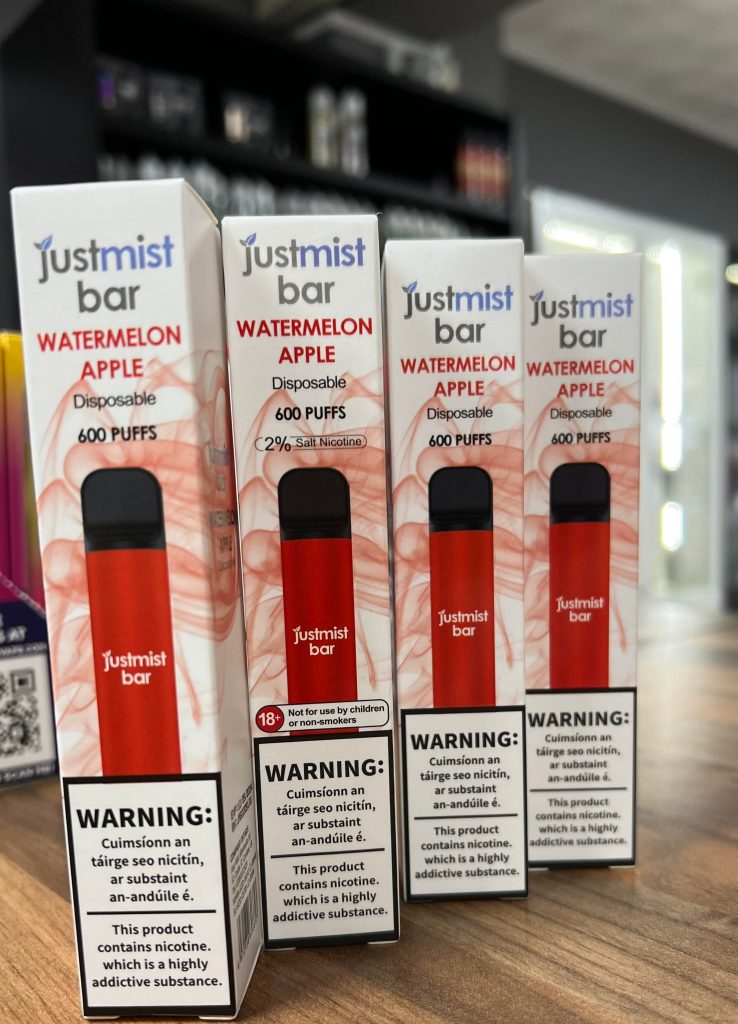 justmist
bar
WATERMELON
APPLE
Disposable
600 PUFFS
justmist
bar
WARNING:
Cuimsíonn an
táirge seo nicitín,
ar substaint
an-andúile é.
This product
contains nicotine.
which is a highly
addictive substance.
justmist
bar
WATERMELON
APPLE
Disposable
600 PUFFS
2% Salt Nicotine
justmist
bar
18+ Not for use by children
or non-smokers
WARNING:
Cuimsíonn an
táirge seo nicitín,
ar substaint
an-andúile é.
This product
contains nicotine.
which is a highly
addictive substance.
justmist
bar
WATERMELON
APPLE
Disposable
600 PUFFS
justmist
bar
WARNING:
Cuimsíonn an
táirge seo nicitín,
ar substaint
an-andúile é.
This product
contains nicotine.
which is a highly
addictive substance.
justmist
bar
WATERMELON
APPLE
Disposable
600 PUFFS
justmist
bar
WARNING:
Cuimsíonn an
táirge seo nicitín,
ar substaint
an-andúile é.
This product
contains nicotine.
which is a highly
addictive substance.